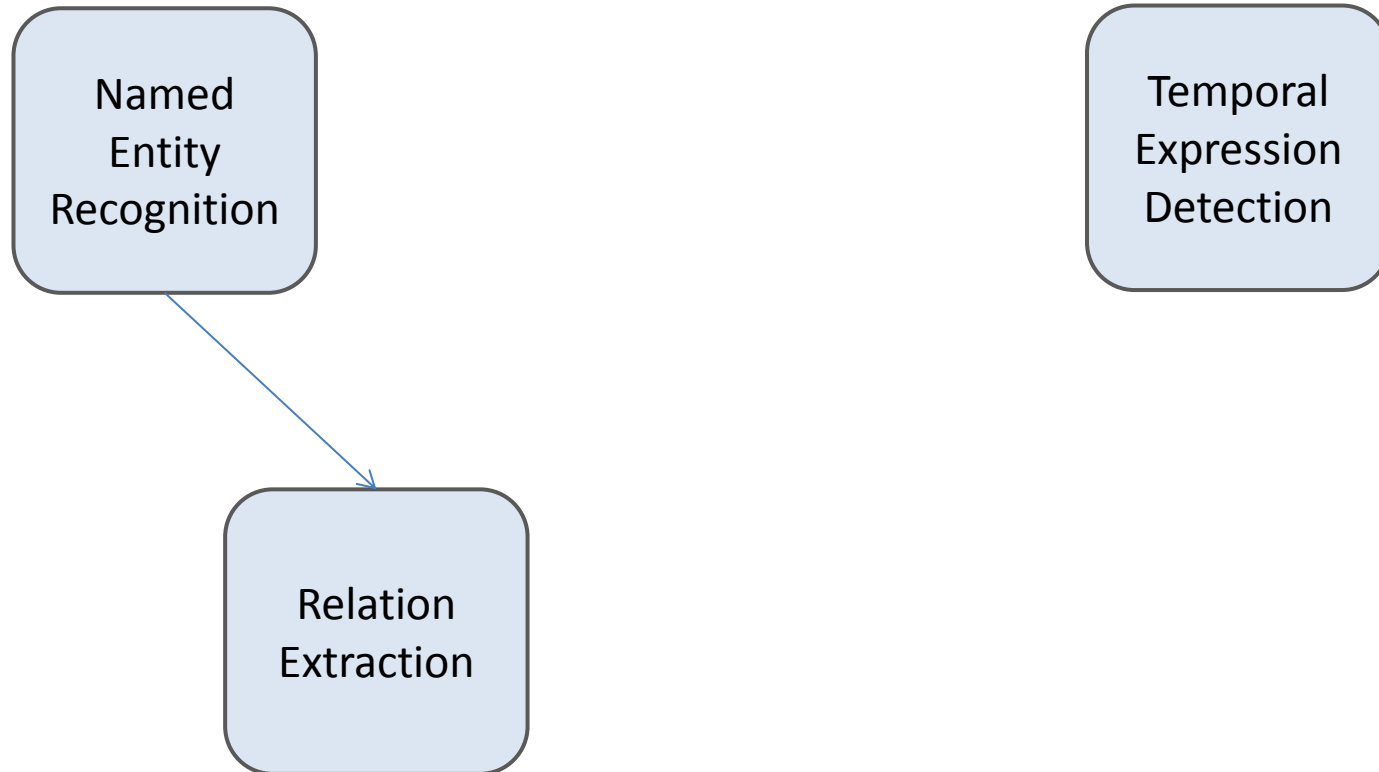 Named
Entity
Recognition
Temporal
Expression
Detection
Relation
Extraction